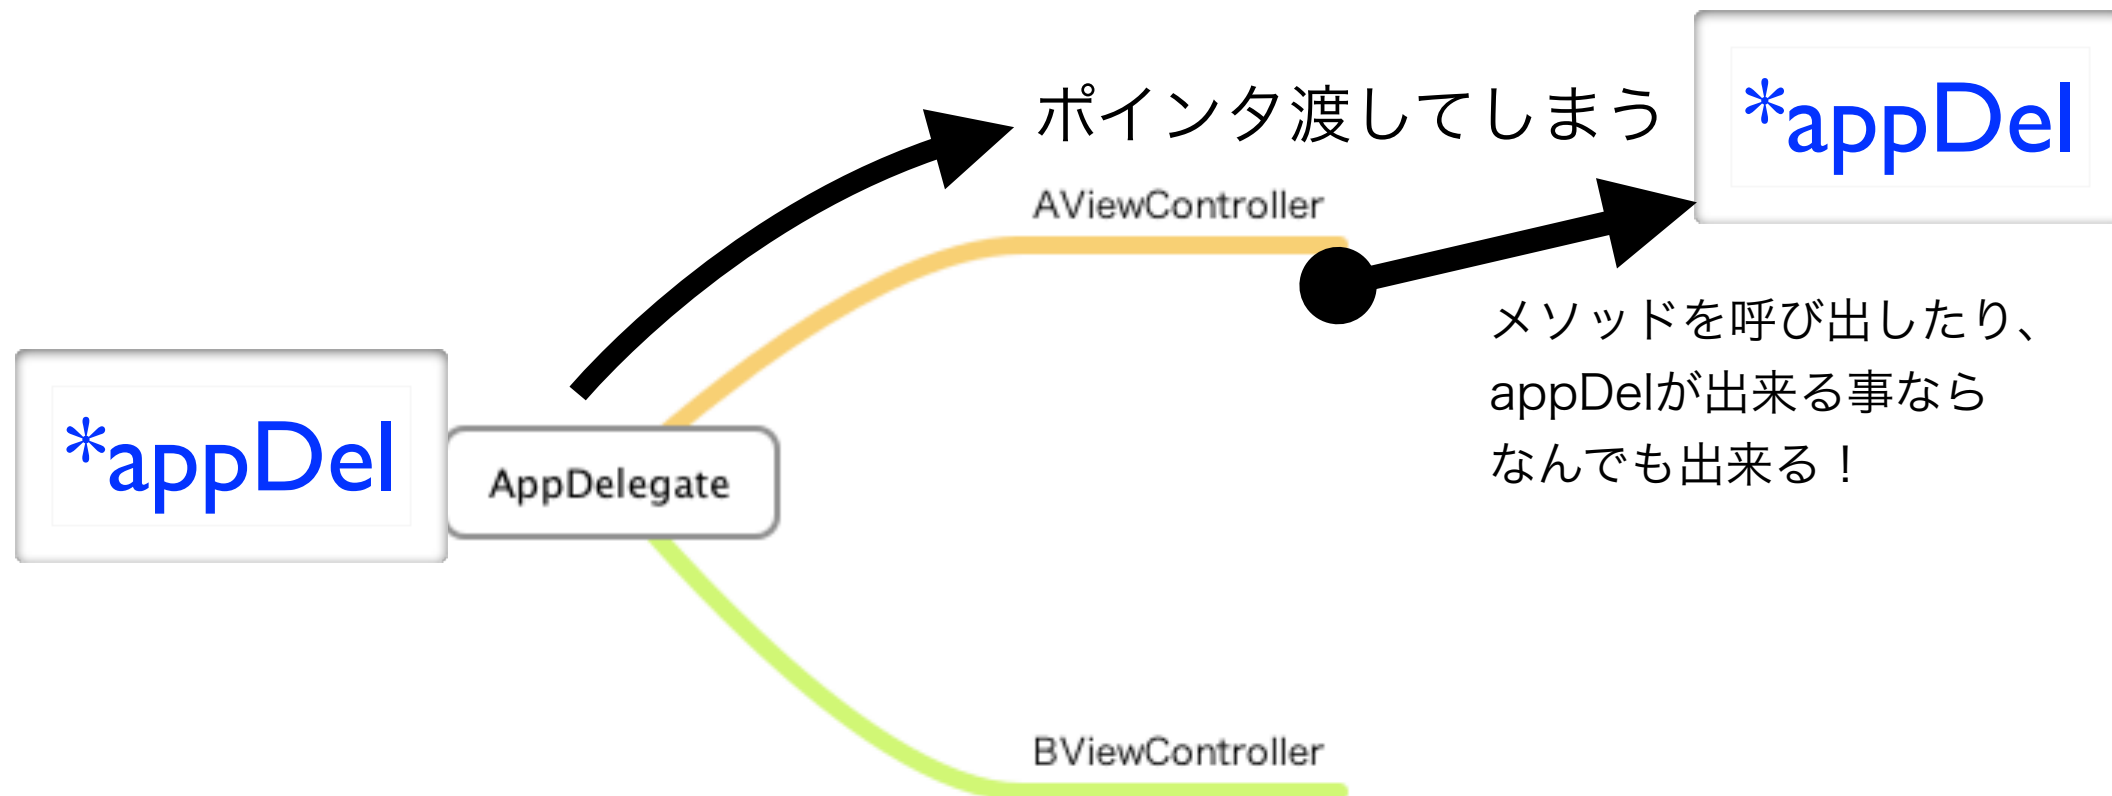 ポインタ渡してしまう
*appDel
AViewController
メソッドを呼び出したり、
appDelが出来る事なら
なんでも出来る！
*appDel
AppDelegate
BViewController